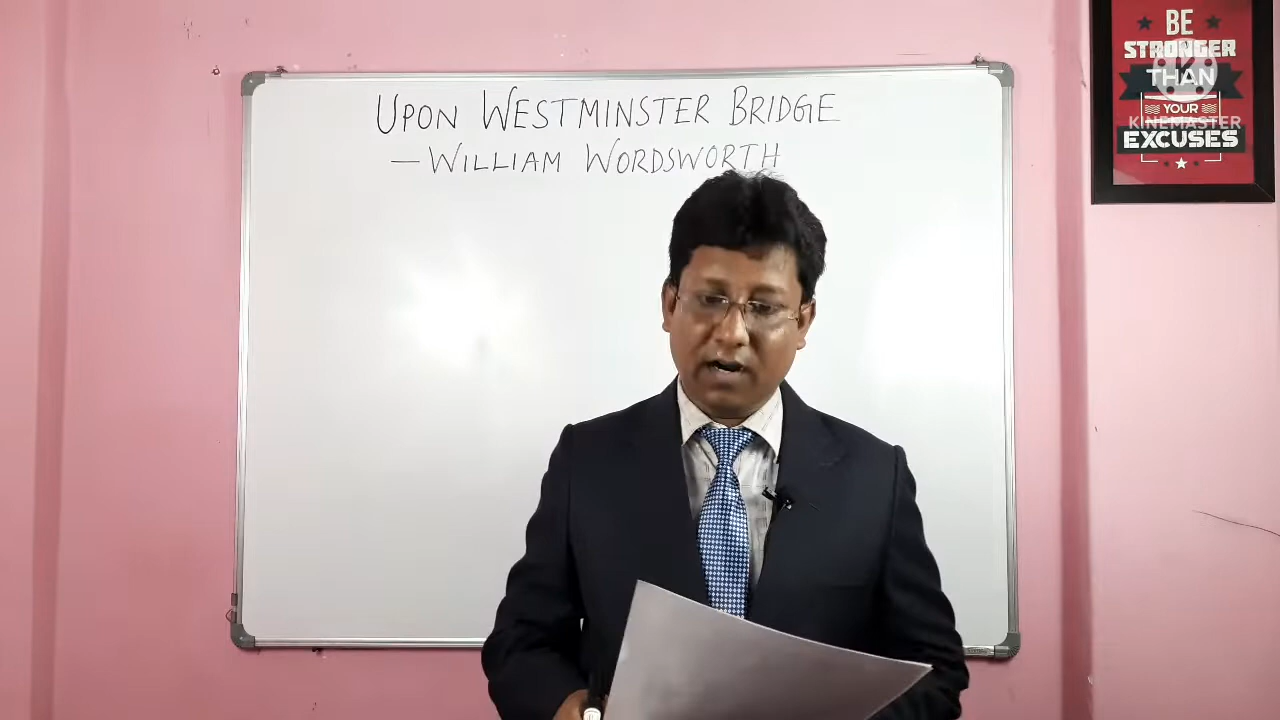 UPON WESTMINSTER BRIDGE
— WILLIAM WORDSWORTH
BE
STRONGER
THAN
YOUR
EXCUSES
KINEMASTER